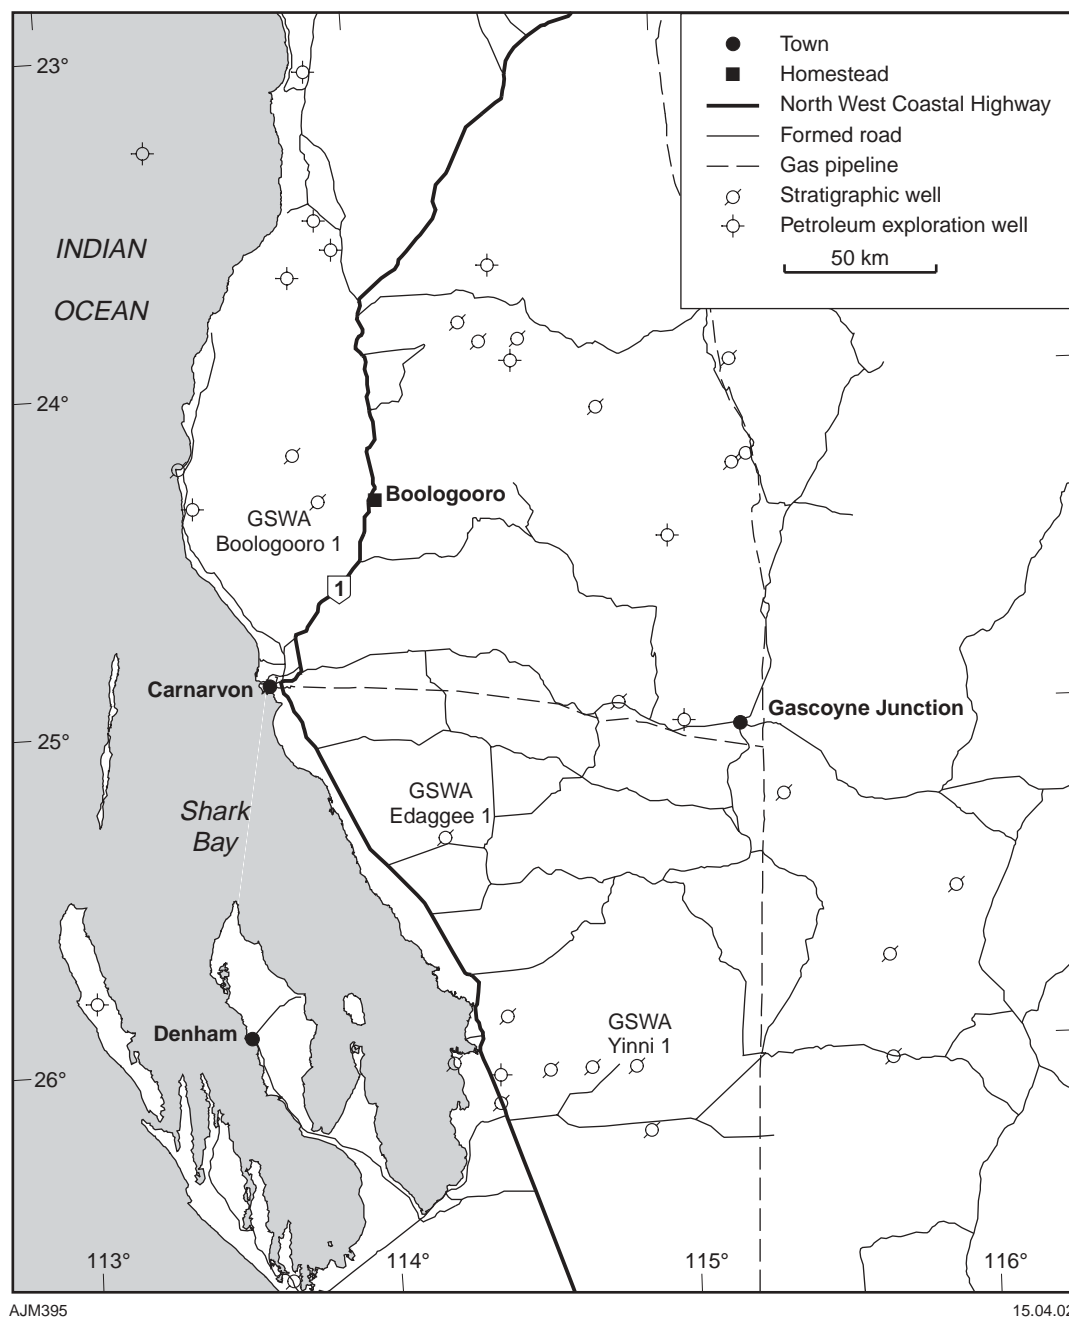 Town
Homestead
North West Coastal Highway
Formed road
Gas pipeline
Stratigraphic well
Petroleum exploration well
50 km
23°
INDIAN
OCEAN
24°
Boologooro
GSWA
Boologooro 1
1
Carnarvon
Gascoyne Junction
25°
GSWA
Edaggee 1
Shark
Bay
GSWA
Yinni 1
Denham
26°
113°
114°
115°
116°
AJM395
15.04.02